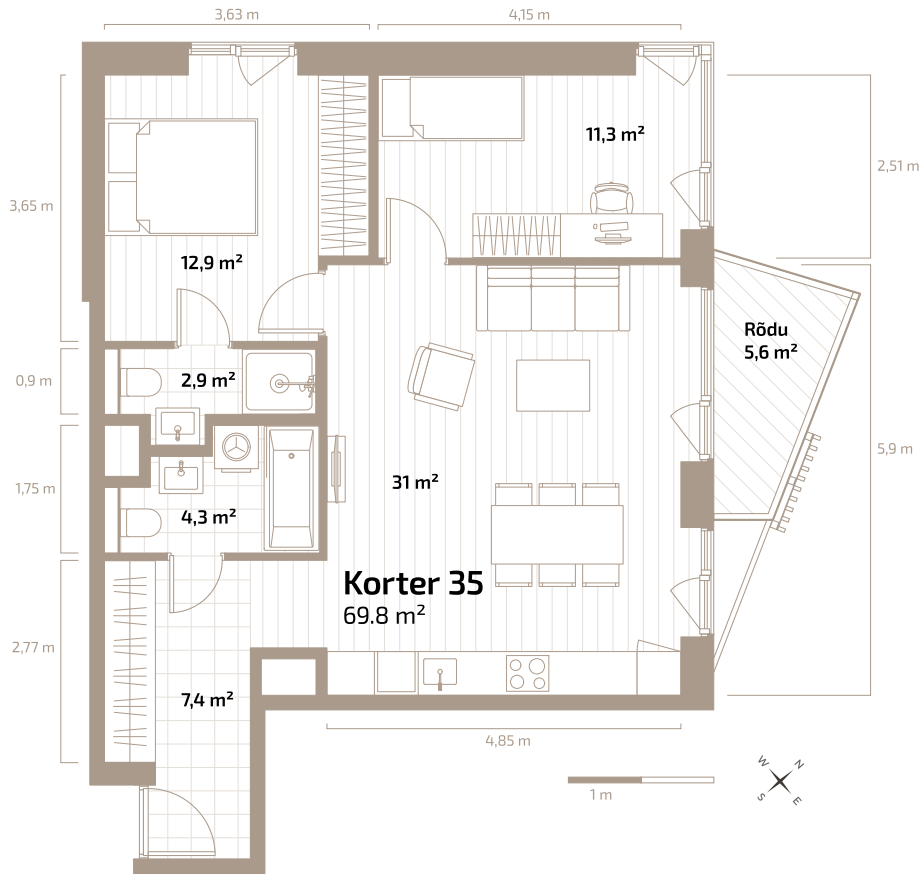 3,63 m
4,15 m
11,3 m²
2,51 m
3,65 m
12,9 m²
Rõdu
5,6 m²
0,9 m
2,9 m²
5,9 m
1,75 m
31 m²
4,3 m²
Korter 35
69.8 m²
2,77 m
7,4 m²
4,85 m
W
N
S
E
1 m